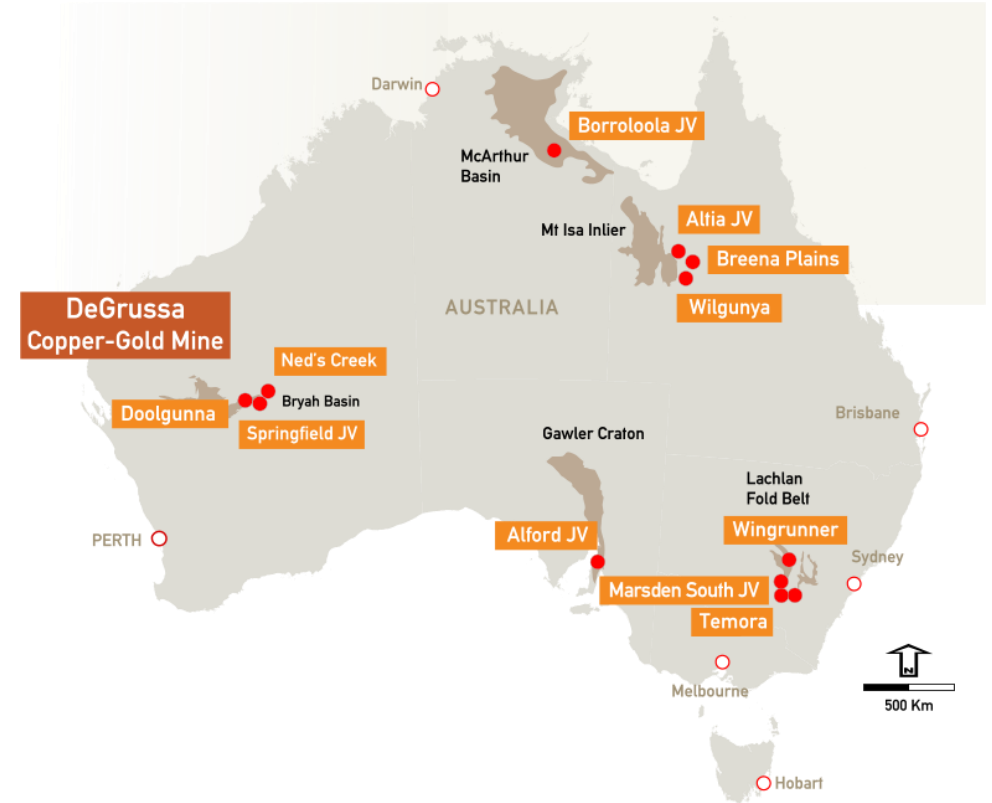 Darwin
Borroloola JV
McArthur
Basin
Altia JV
Mt Isa Inlier
Breena Plains
Wilgunya
AUSTRALIA
DeGrussa
Copper-Gold Mine
Ned's Creek
Bryah Basin
Doolgunna
Springfield JV
Brisbane
Gawler Craton
Lachlan
Fold Belt
Wingrunner
Alford JV
PERTH
Sydney
Marsden South JV
Temora
Melbourne
N
500 Km
Hobart